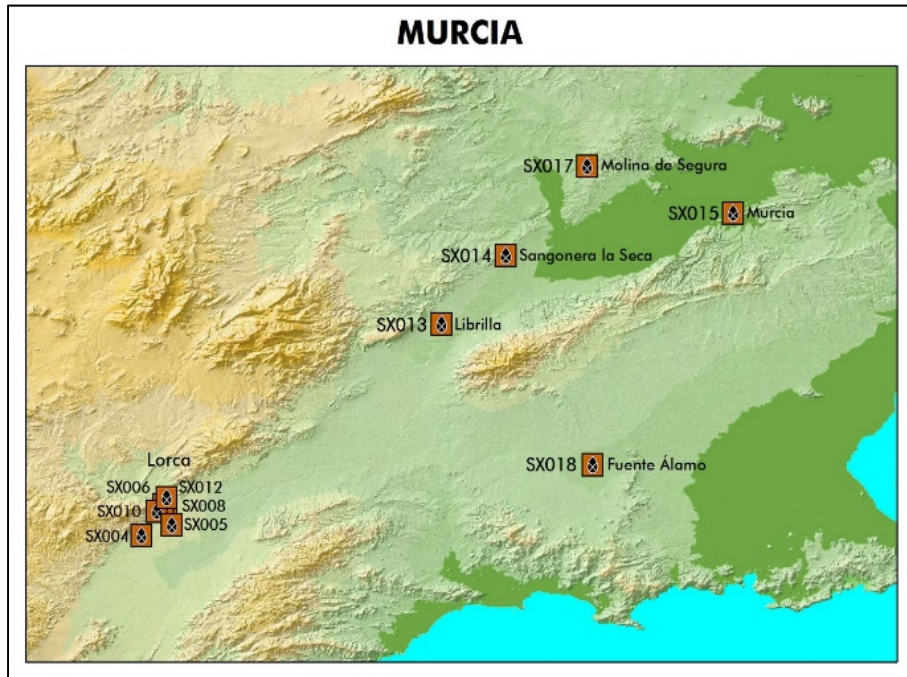 MURCIA
SX017 Molina de Segura
SX015 Murcia
SX014 Sangonera la Seca
SX013 Librilla
Lorca
SX018 Fuente Álamo
SX006 SX012
SX010 SX008
SX004 SX005